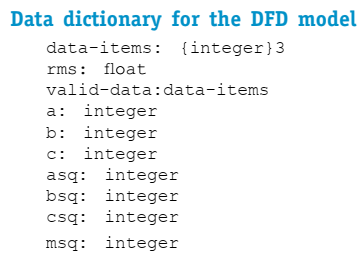 Data dictionary for the DFD model
data-items: {integer}3
rms: float
valid-data:data-items
a: integer
b: integer
c: integer
asq: integer
bsq: integer
csq: integer
msq: integer